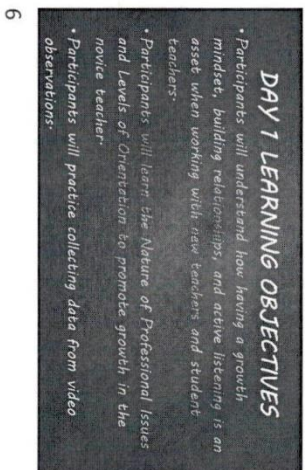 DAY 1 LEARNING OBJECTIVES
• Participants will understand how having a growth
mindset, building relationships, and active listening is an
asset when working with new teachers and student
teachers.
• Participants will learn the Nature of Professional Issues
and Levels of Orientation to promote growth in the
novice teacher.
• Participants will practice collecting data from video
observations.
6